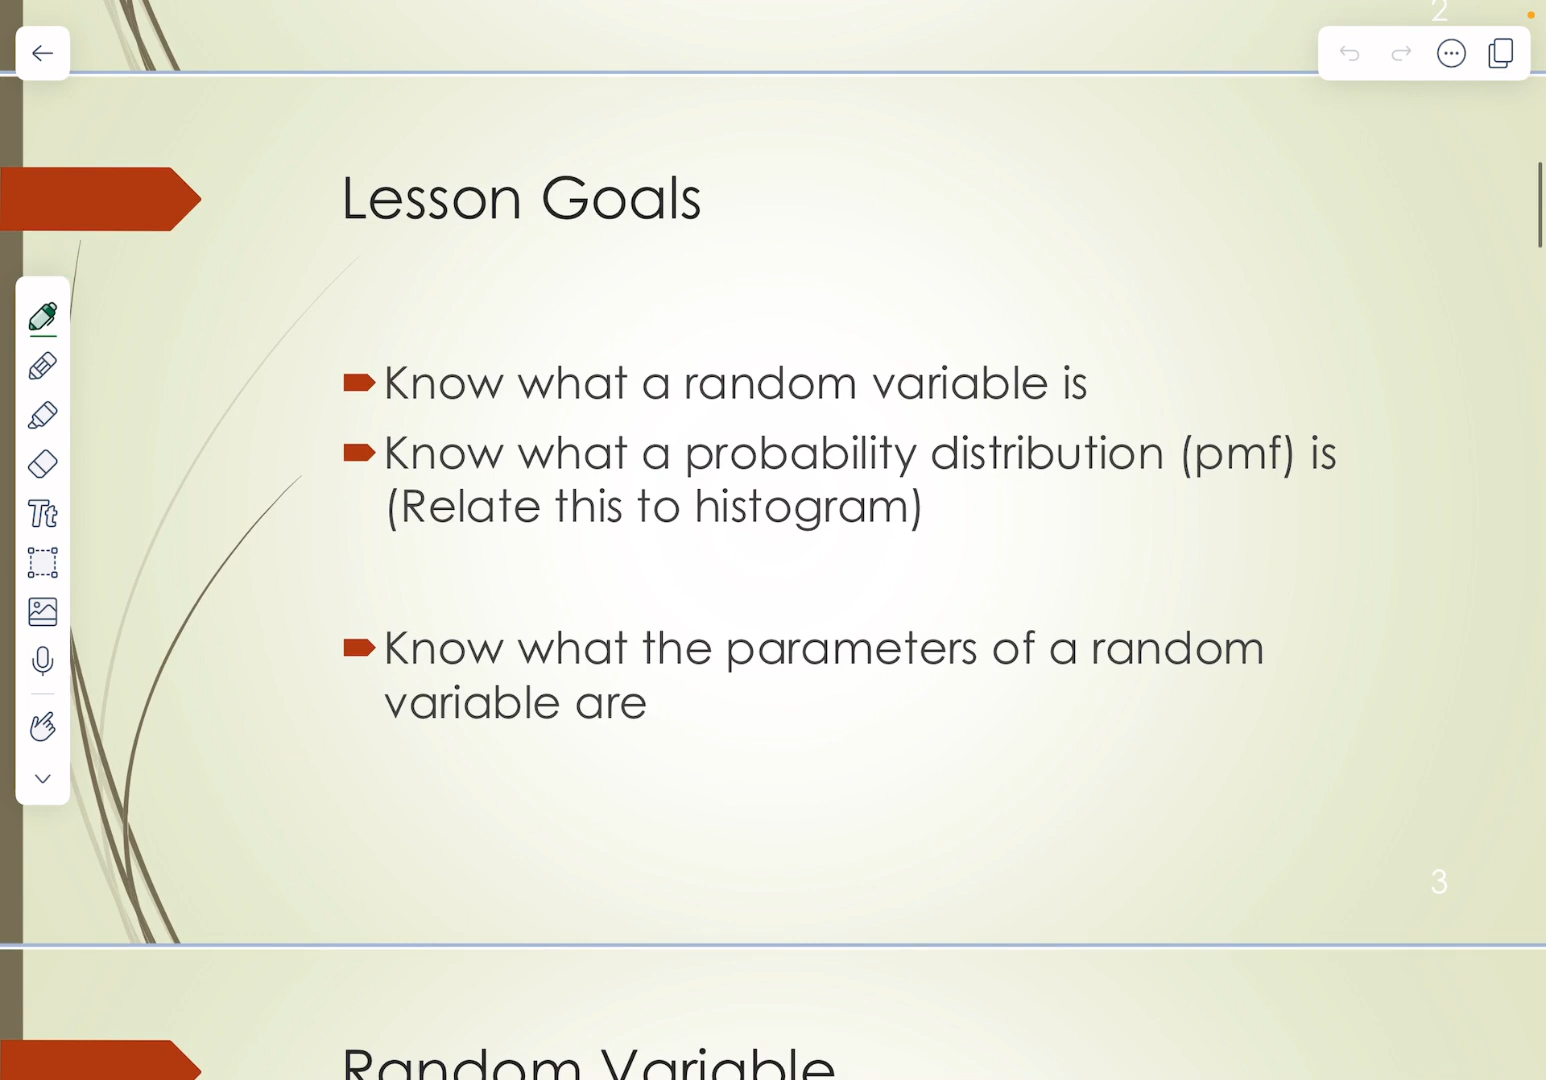 2
Lesson Goals
Know what a random variable is
Know what a probability distribution (pmf) is
(Relate this to histogram)
Know what the parameters of a random
variable are
3
Random Variable
Tt